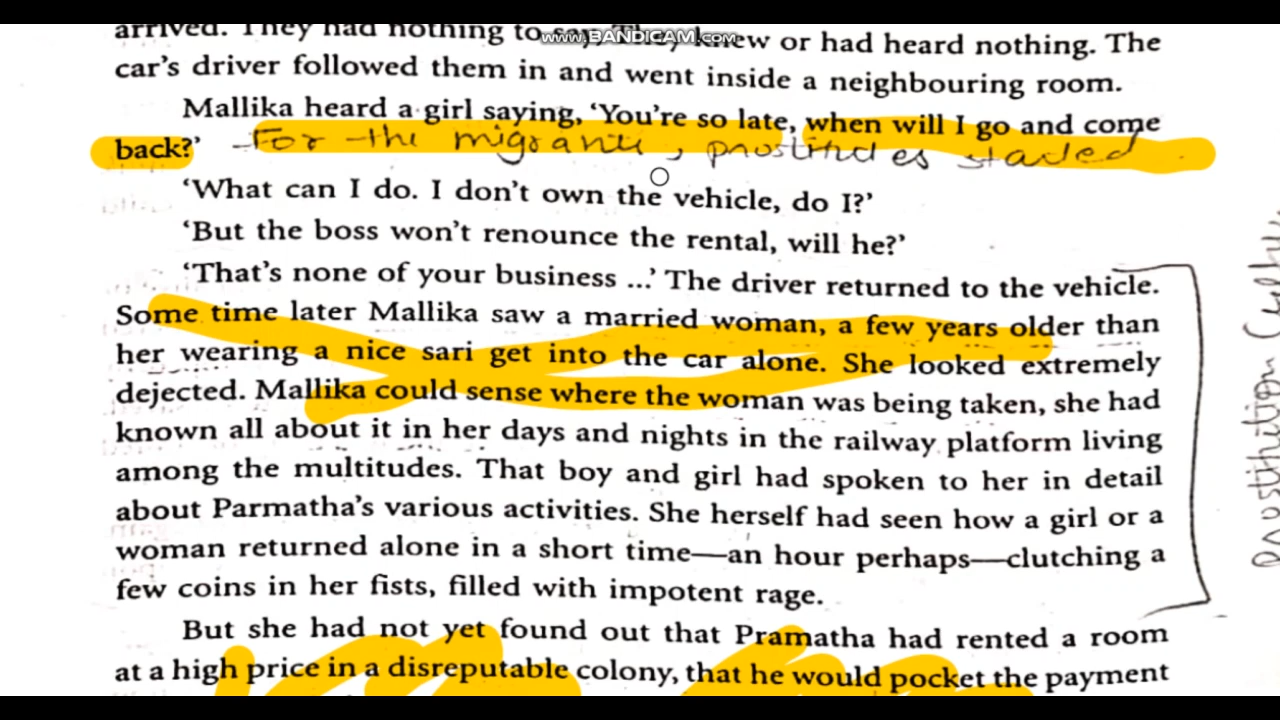 www.BANDICAM.com
arrived. They had nothing to say. They knew or had heard nothing. The
car's driver followed them in and went inside a neighbouring room.
Mallika heard a girl saying, 'You're so late, when will I go and come
back?' - For the migrants, prostitutes started.
'What can I do. I don't own the vehicle, do I?'
'But the boss won't renounce the rental, will he?'
'That's none of your business ...' The driver returned to the vehicle.
Some time later Mallika saw a married woman, a few years older than
her wearing a nice sari get into the car alone. She looked extremely
dejected. Mallika could sense where the woman was being taken, she had
known all about it in her days and nights in the railway platform living
among the multitudes. That boy and girl had spoken to her in detail
about Parmatha's various activities. She herself had seen how a girl or a
woman returned alone in a short time—an hour perhaps—clutching a
few coins in her fists, filled with impotent rage.
But she had not yet found out that Pramatha had rented a room
at a high price in a disreputable colony, that he would pocket the payment
Prostitution